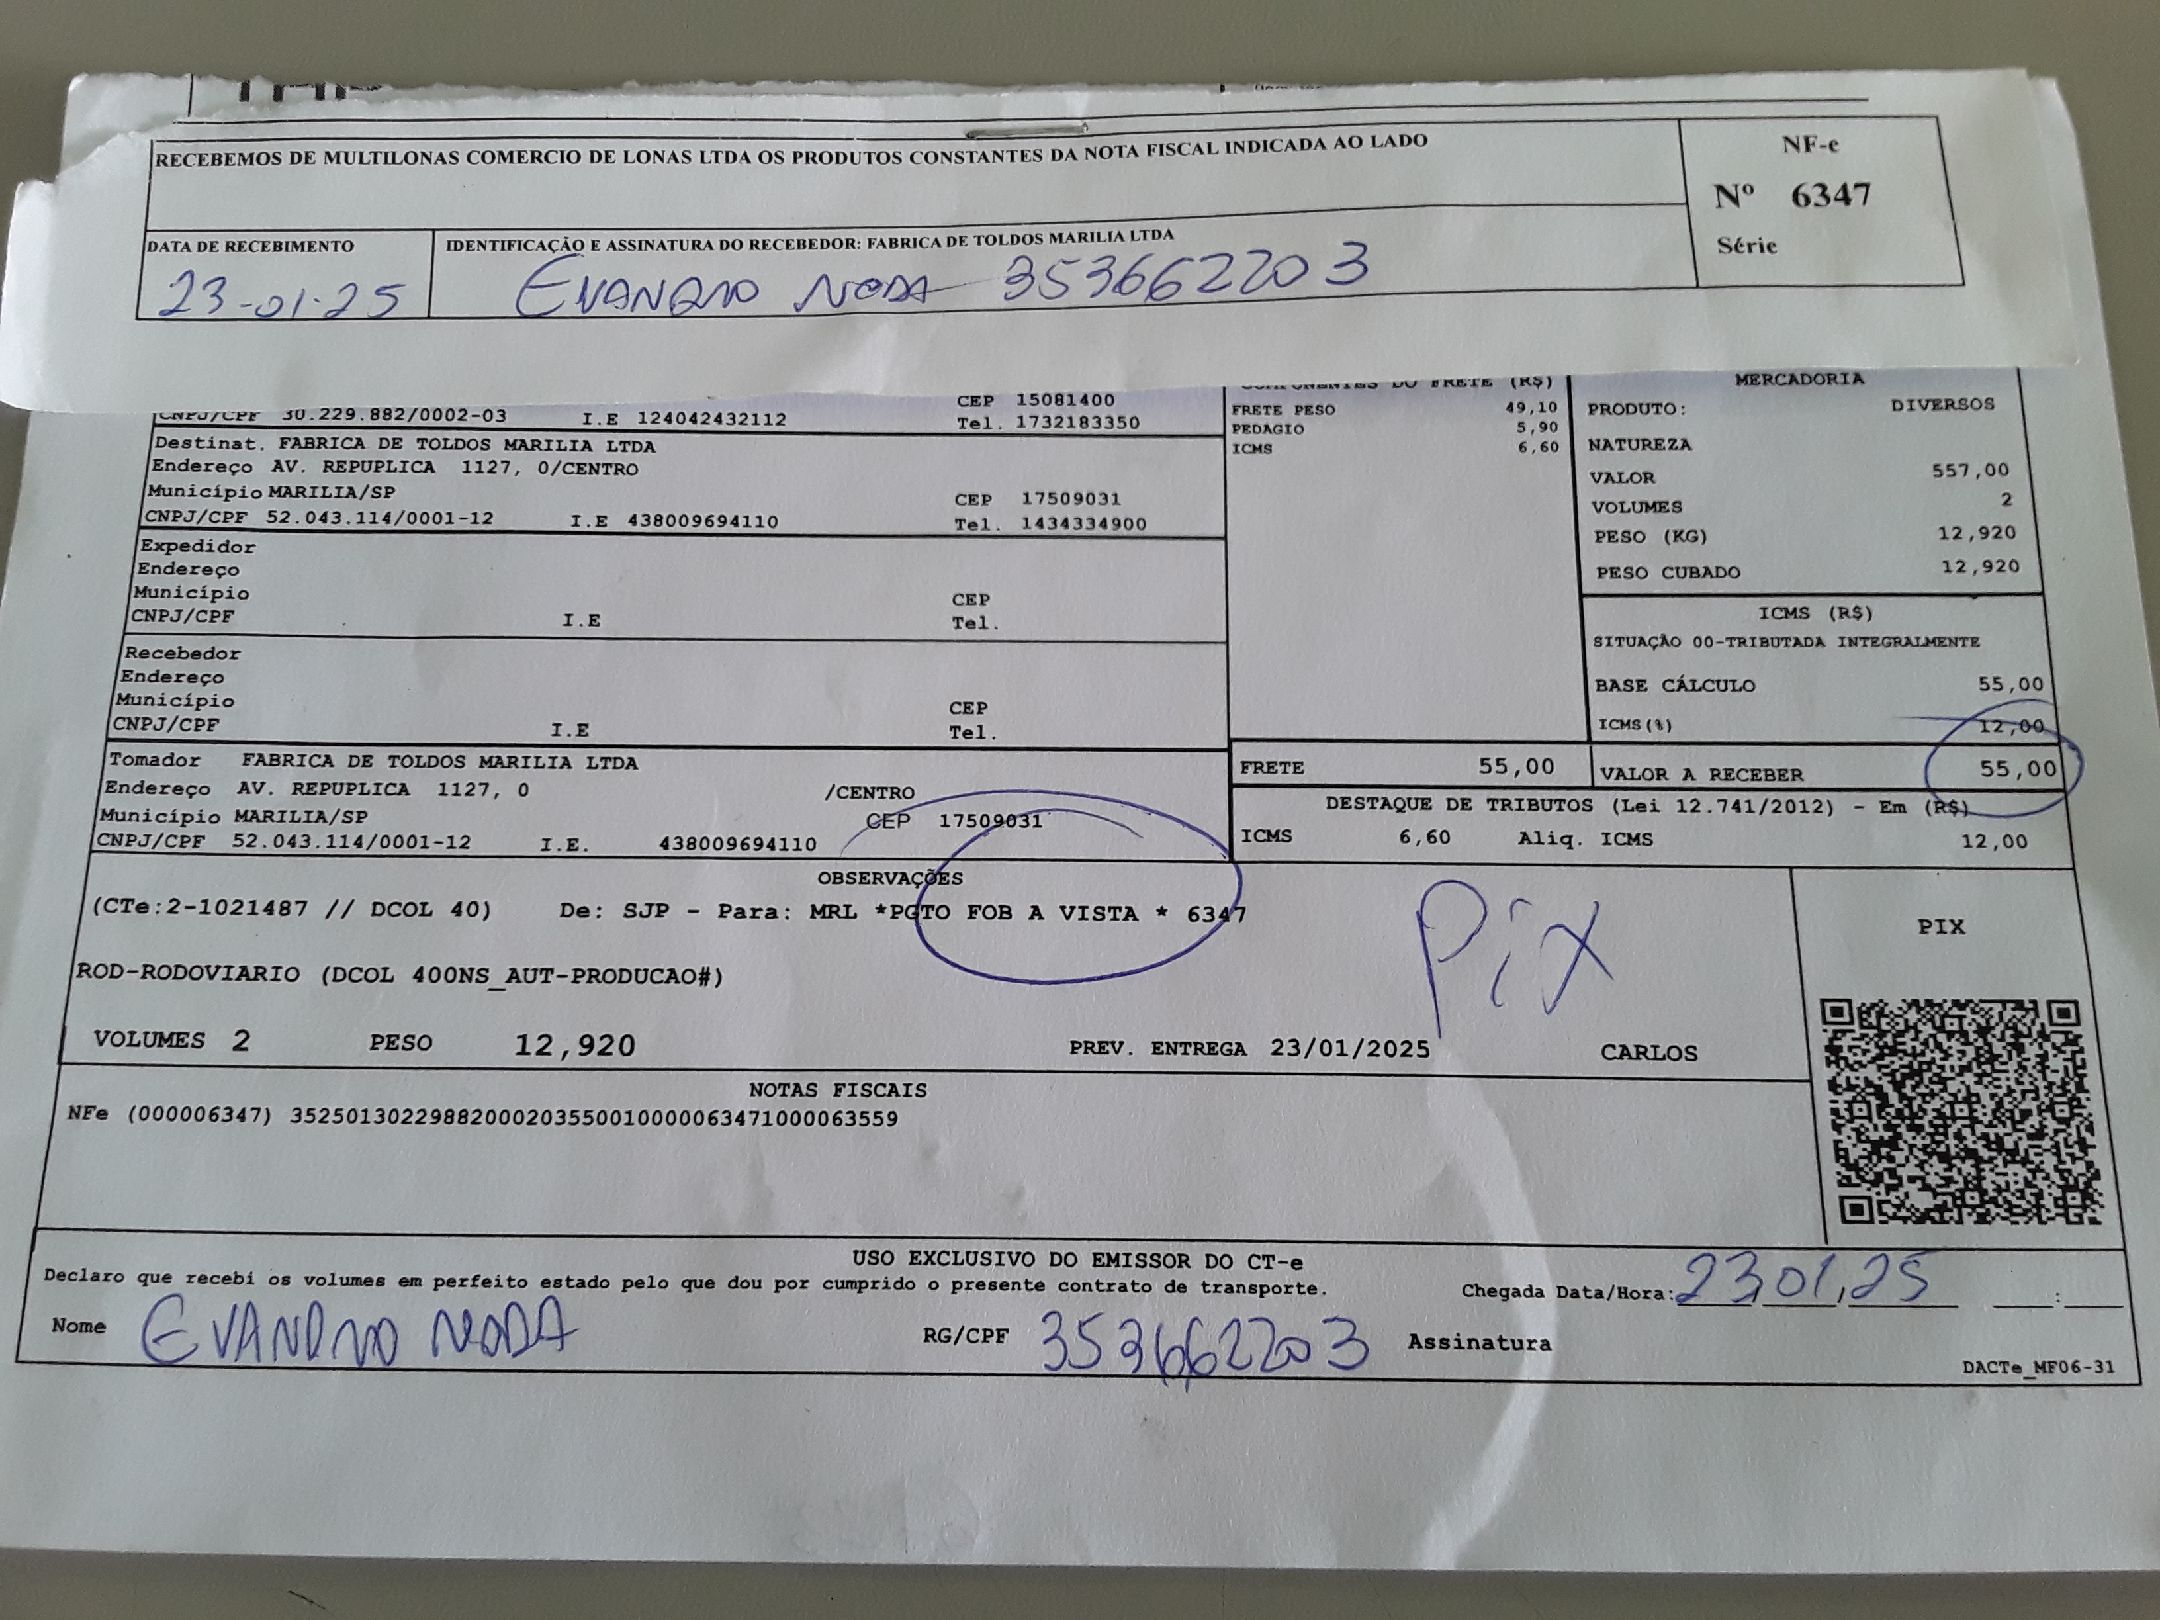 RECEBEMOS DE MULTILONAS COMERCIO DE LONAS LTDA OS PRODUTOS CONSTANTES DA NOTA FISCAL INDICADA AO LADO
NF-e
Nº 6347
Série
DATA DE RECEBIMENTO
23-01-25
IDENTIFICAÇÃO E ASSINATURA DO RECEBEDOR: FABRICA DE TOLDOS MARILIA LTDA
EVANDRO NODA 353662203
CNPJ/CPF 30.229.882/0002-03 I.E 124042432112
CEP 15081400
Tel. 1732183350
Destinat. FABRICA DE TOLDOS MARILIA LTDA
Endereço AV. REPUPLICA 1127, 0/CENTRO
Município MARILIA/SP CEP 17509031
CNPJ/CPF 52.043.114/0001-12 I.E 438009694110 Tel. 1434334900
Expedidor
Endereço
Município CEP
CNPJ/CPF I.E Tel.
Recebedor
Endereço
Município CEP
CNPJ/CPF I.E Tel.
Tomador FABRICA DE TOLDOS MARILIA LTDA
Endereço AV. REPUPLICA 1127, 0 /CENTRO
Município MARILIA/SP CEP 17509031
CNPJ/CPF 52.043.114/0001-12 I.E. 438009694110
COMPONENTES DO FRETE (R$)
FRETE PESO 49,10
PEDAGIO 5,90
ICMS 6,60
MERCADORIA
PRODUTO: DIVERSOS
NATUREZA
VALOR 557,00
VOLUMES 2
PESO (KG) 12,920
PESO CUBADO 12,920
ICMS (R$)
SITUAÇÃO 00-TRIBUTADA INTEGRALMENTE
BASE CÁLCULO 55,00
ICMS(%) 12,00
FRETE 55,00 VALOR A RECEBER 55,00
DESTAQUE DE TRIBUTOS (Lei 12.741/2012) - Em (R$)
ICMS 6,60 Aliq. ICMS 12,00
OBSERVAÇÕES
(CTe:2-1021487 // DCOL 40) De: SJP - Para: MRL *PGTO FOB A VISTA * 6347
Pix
ROD-RODOVIARIO (DCOL 400NS_AUT-PRODUCAO#)
VOLUMES 2 PESO 12,920 PREV. ENTREGA 23/01/2025 CARLOS
PIX
NOTAS FISCAIS
NFe (000006347) 35250130229882000203550010000063471000063559
USO EXCLUSIVO DO EMISSOR DO CT-e
Declaro que recebi os volumes em perfeito estado pelo que dou por cumprido o presente contrato de transporte.
Chegada Data/Hora: 23,01,25 :
Nome EVANDRO NODA RG/CPF 353662203 Assinatura
DACTe_MF06-31